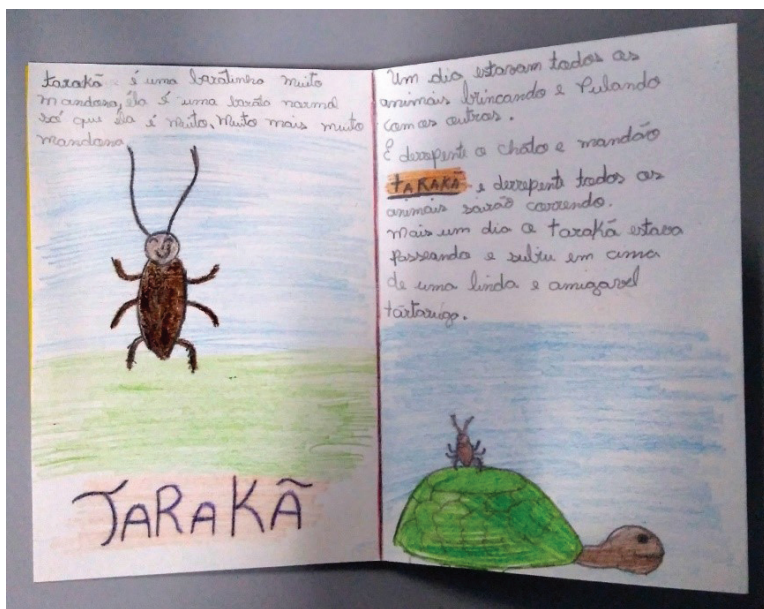 tarakã - é uma baratinha muito
mandona, ela é uma barata normal
só que ela é muito, muito mais muito
mandona
TARAKÃ
Um dia estavam todos os
animais brincando e Pulando
com os outros.
E derrepente o chato e mandão
TARAKÃ e derrepente todos os
animais sairão correndo.
Mais um dia o tarakã estava
passeando e subiu em cima
de uma linda e amigavel
tartaruga.